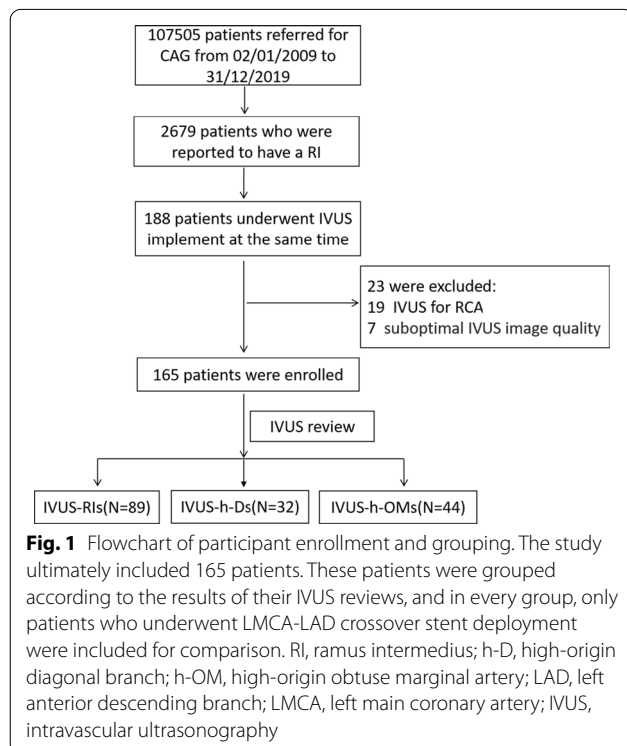 107505 patients referred for
CAG from 02/01/2009 to
31/12/2019
2679 patients who were
reported to have a RI
188 patients underwent IVUS
implement at the same time
23 were excluded:
19 IVUS for RCA
7 suboptimal IVUS image quality
165 patients were enrolled
IVUS review
IVUS-RIs(N=89)
IVUS-h-Ds(N=32)
IVUS-h-OMs(N=44)
Fig. 1 Flowchart of participant enrollment and grouping. The study
ultimately included 165 patients. These patients were grouped
according to the results of their IVUS reviews, and in every group, only
patients who underwent LMCA-LAD crossover stent deployment
were included for comparison. RI, ramus intermedius; h-D, high-origin
diagonal branch; h-OM, high-origin obtuse marginal artery; LAD, left
anterior descending branch; LMCA, left main coronary artery; IVUS,
intravascular ultrasonography